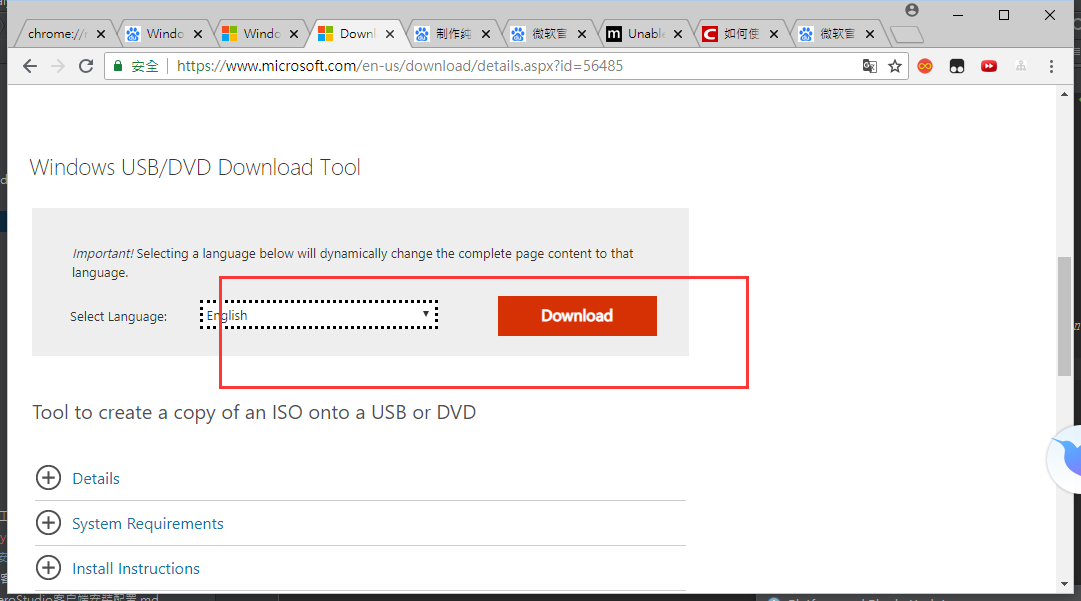 chrome://
Windo
Windo
Downl
制作纯
微软官
Unable
如何使
微软官
安全
https://www.microsoft.com/en-us/download/details.aspx?id=56485
Windows USB/DVD Download Tool
Important! Selecting a language below will dynamically change the complete page content to that
language.
Select Language:
English
Download
Tool to create a copy of an ISO onto a USB or DVD
Details
System Requirements
Install Instructions